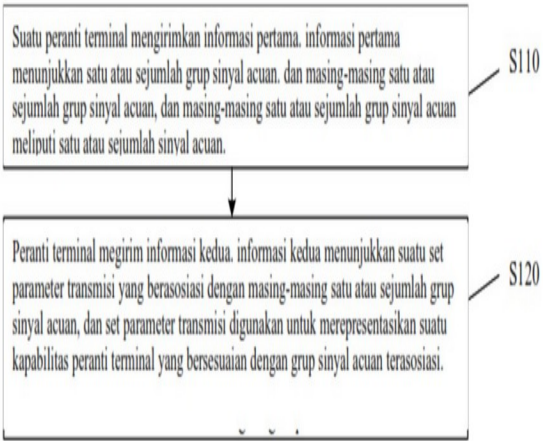 Suatu peranti terminal mengirimkan informasi pertama. informasi pertama
menunjukkan satu atau sejumlah grup sinyal acuan. dan masing-masing satu atau
sejumlah grup sinyal acuan, dan masing-masing satu atau sejumlah grup sinyal acuan
meliputi satu atau sejumlah sinyal acuan.
S110
Peranti terminal megirim informasi kedua. informasi kedua menunjukkan suatu set
parameter transmisi yang berasosiasi dengan masing-masing satu atau sejumlah grup
sinyal acuan, dan set parameter transmisi digunakan untuk merepresentasikan suatu
kapabilitas peranti terminal yang bersesuaian dengan grup sinyal acuan terasosiasi.
S120